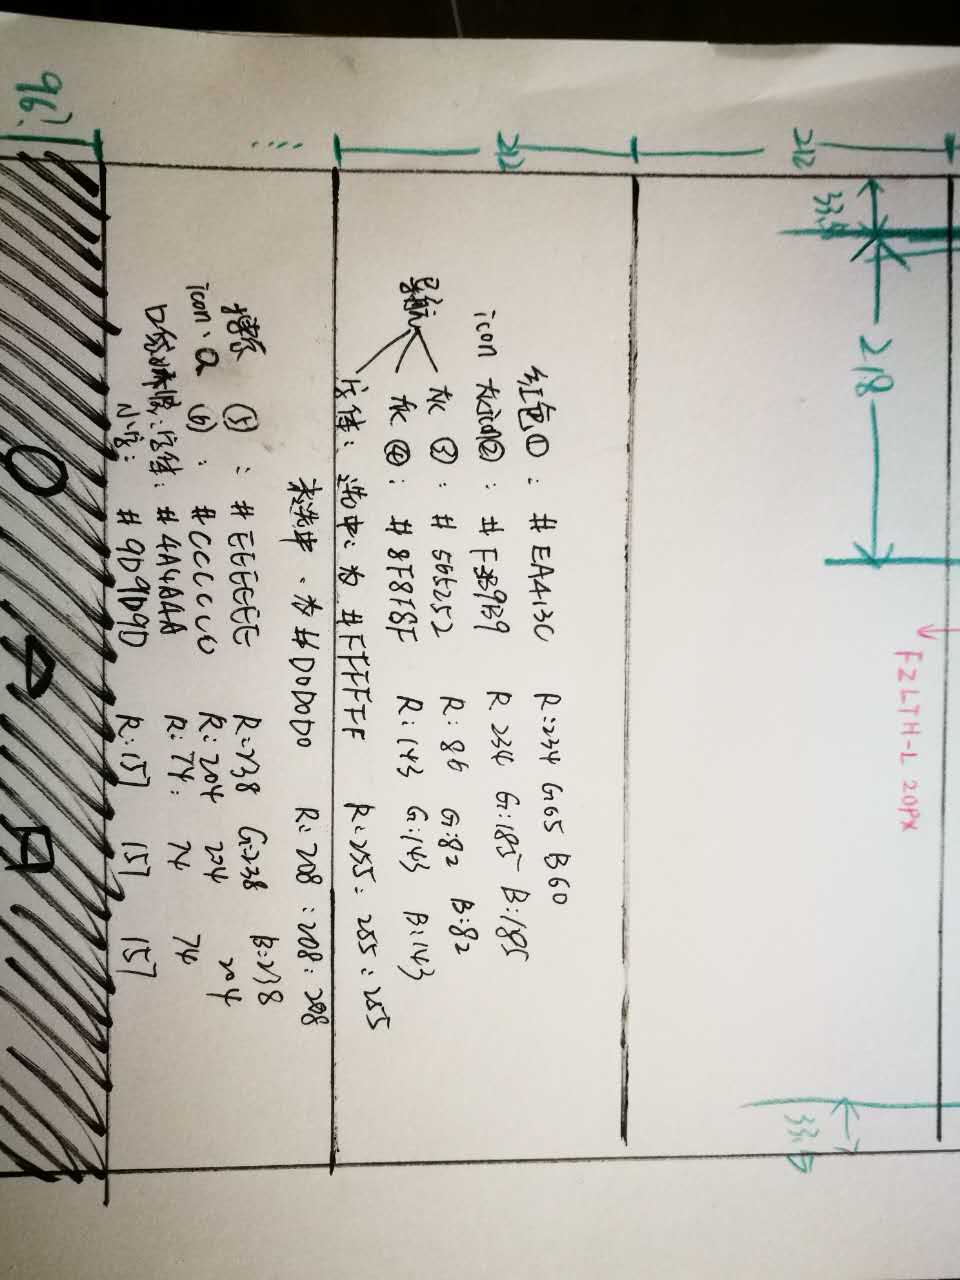 FZLTH-L 20PX
218
33.5
33.5
212
212
红色①: #EA413C R:234 G65 B60
icon 灰icon②: #F3B9B9 R 234 G:185 B:185
导航
灰③: #565252 R:86 G:82 B:82
灰④: #8F8F8F R:143 G:143 B:143
字体: 选中:为 #FFFFFF R:255: 255:255
未选中.为#D0D0D0 R:208 :208:208
搜索⑤: #EEEEEE R:238 G:238 B:238
icon: ⑥: #CCCCCC R:204 204 204
口袋 :字体: #4A4A4A R:74: 74 74
小字: #9D9D9D R:157 157 157
96?